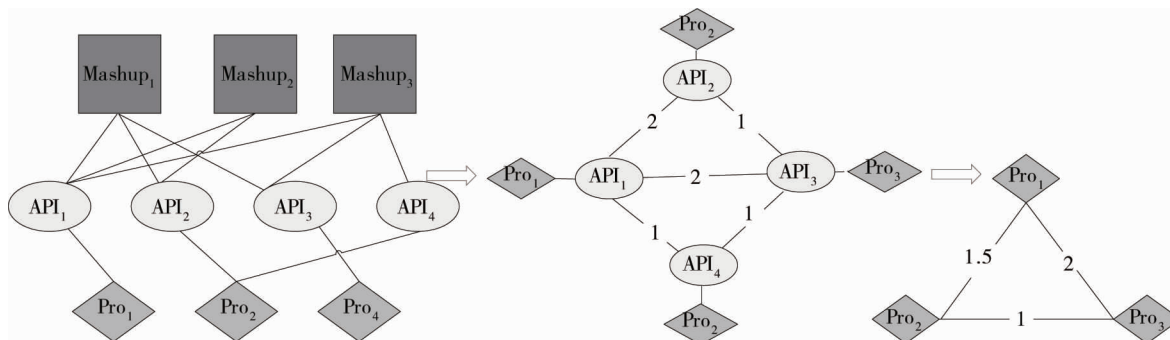 Mashup₁ Mashup₂ Mashup₃
API₁ API₂ API₃ API₄
Pro₁ Pro₂ Pro₄
Pro₂
API₂
2 1
Pro₁ API₁ 2 API₃ Pro₃
1 1
API₄
Pro₂
Pro₁
1.5 2
Pro₂ 1 Pro₃